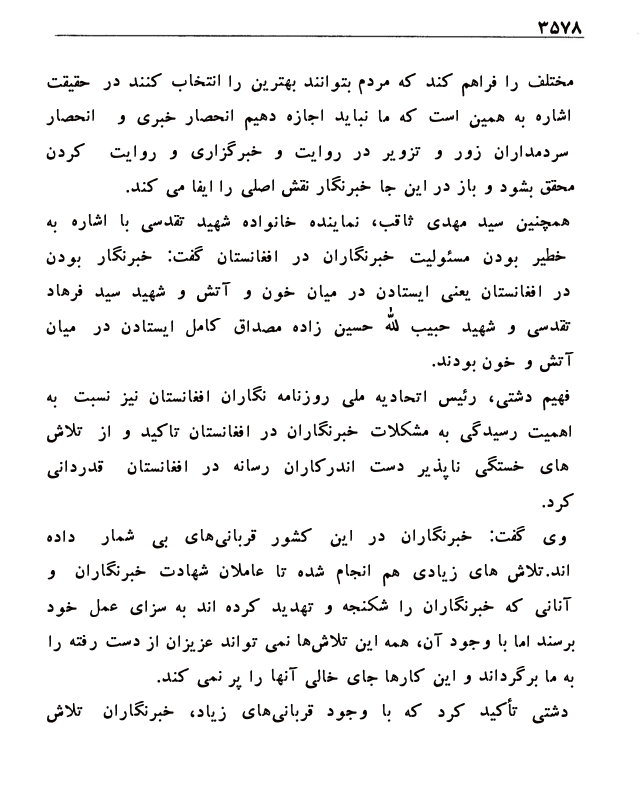 ۳۵۷۸
مختلف را فراهم کند که مردم بتوانند بهترین را انتخاب کنند در حقیقت
اشاره به همین است که ما نباید اجازه دهیم انحصار خبری و انحصار
سردمداران زور و تزویر در روایت و خبرگزاری و روایت کردن
محقق بشود و باز در این جا خبرنگار نقش اصلی را ایفا می کند.
همچنین سید مهدی ثاقب، نماینده خانواده شهید تقدسی با اشاره به
خطیر بودن مسئولیت خبرنگاران در افغانستان گفت: خبرنگار بودن
در افغانستان یعنی ایستادن در میان خون و آتش و شهید سید فرهاد
تقدسی و شهید حبیب لله حسین زاده مصداق کامل ایستادن در میان
آتش و خون بودند.
فهیم دشتی، رئیس اتحادیه ملی روزنامه نگاران افغانستان نیز نسبت به
اهمیت رسیدگی به مشکلات خبرنگاران در افغانستان تاکید و از تلاش
های خستگی ناپذیر دست اندرکاران رسانه در افغانستان قدردانی
کرد.
وی گفت: خبرنگاران در این کشور قربانی‌های بی شمار داده
اند.تلاش های زیادی هم انجام شده تا عاملان شهادت خبرنگاران و
آنانی که خبرنگاران را شکنجه و تهدید کرده اند به سزای عمل خود
برسند اما با وجود آن، همه این تلاش‌ها نمی تواند عزیزان از دست رفته را
به ما برگرداند و این کارها جای خالی آنها را پر نمی کند.
دشتی تأکید کرد که با وجود قربانی‌های زیاد، خبرنگاران تلاش